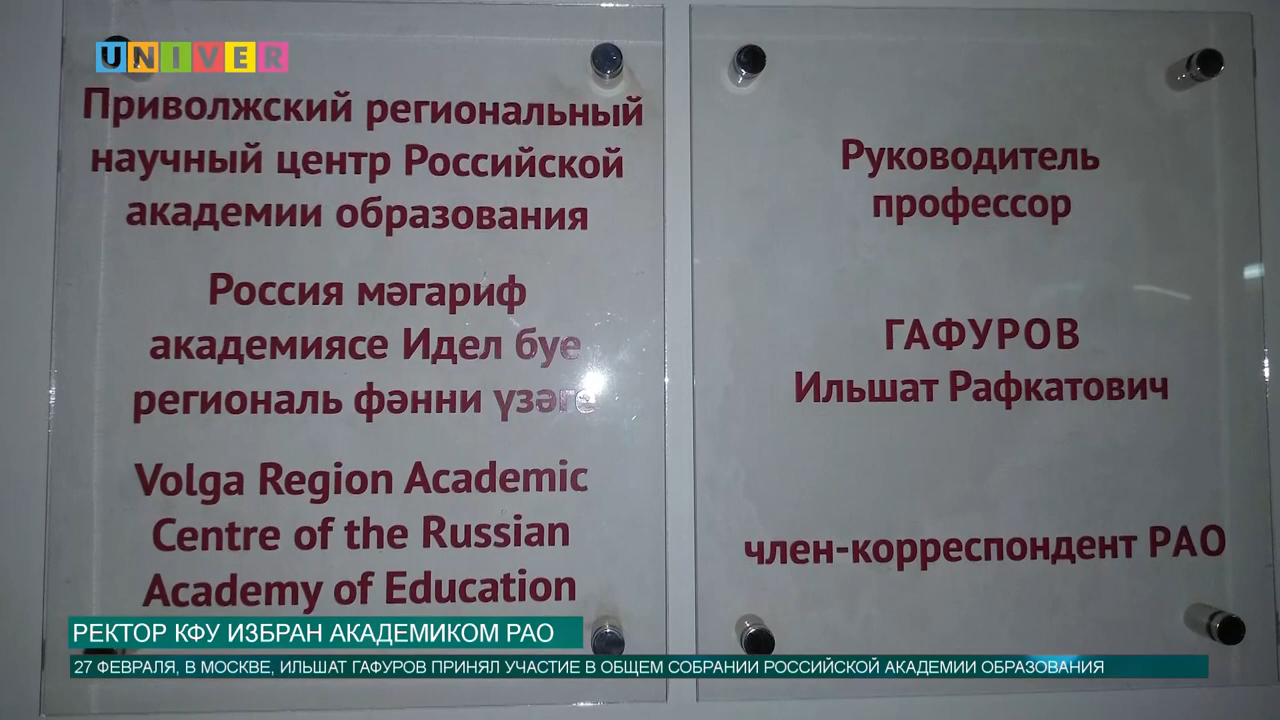 UNIVER
Приволжский региональный
научный центр Российской
академии образования
Россия мәгариф
академиясе Идел буе
региональ фәнни үзәге
Volga Region Academic
Centre of the Russian
Academy of Education
Руководитель
профессор
ГАФУРОВ
Ильшат Рафкатович
член-корреспондент РАО
РЕКТОР КФУ ИЗБРАН АКАДЕМИКОМ РАО
27 ФЕВРАЛЯ, В МОСКВЕ, ИЛЬШАТ ГАФУРОВ ПРИНЯЛ УЧАСТИЕ В ОБЩЕМ СОБРАНИИ РОССИЙСКОЙ АКАДЕМИИ ОБРАЗОВАНИЯ